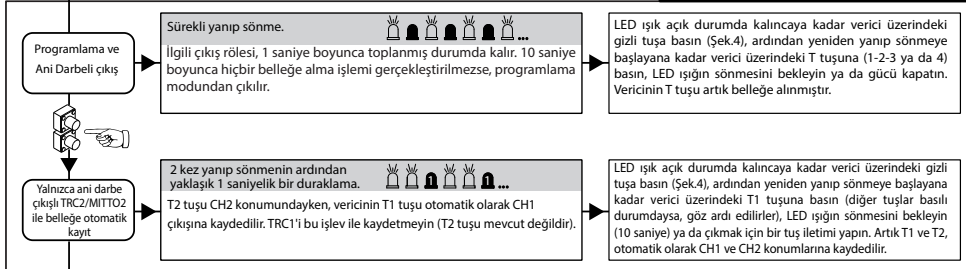 Programlama ve
Ani Darbeli çıkış
Sürekli yanıp sönme.
...
İlgili çıkış rölesi, 1 saniye boyunca toplanmış durumda kalır. 10 saniye
boyunca hiçbir belleğe alma işlemi gerçekleştirilmezse, programlama
modundan çıkılır.
LED ışık açık durumda kalıncaya kadar verici üzerindeki
gizli tuşa basın (Şek.4), ardından yeniden yanıp sönmeye
başlayana kadar verici üzerindeki T tuşuna (1-2-3 ya da 4)
basın, LED ışığın sönmesini bekleyin ya da gücü kapatın.
Vericinin T tuşu artık belleğe alınmıştır.
Yalnızca ani darbe
çıkışlı TRC2/MITTO2
ile belleğe otomatik
kayıt
2 kez yanıp sönmenin ardından
yaklaşık 1 saniyelik bir duraklama.
1 1 ...
T2 tuşu CH2 konumundayken, vericinin T1 tuşu otomatik olarak CH1
çıkışına kaydedilir. TRC1'i bu işlev ile kaydetmeyin (T2 tuşu mevcut değildir).
LED ışık açık durumda kalıncaya kadar verici üzerindeki gizli
tuşa basın (Şek.4), ardından yeniden yanıp sönmeye başlayana
kadar verici üzerindeki T1 tuşuna basın (diğer tuşlar basılı
durumdaysa, göz ardı edilirler), LED ışığın sönmesini bekleyin
(10 saniye) ya da çıkmak için bir tuş iletimi yapın. Artık T1 ve T2,
otomatik olarak CH1 ve CH2 konumlarına kaydedilir.